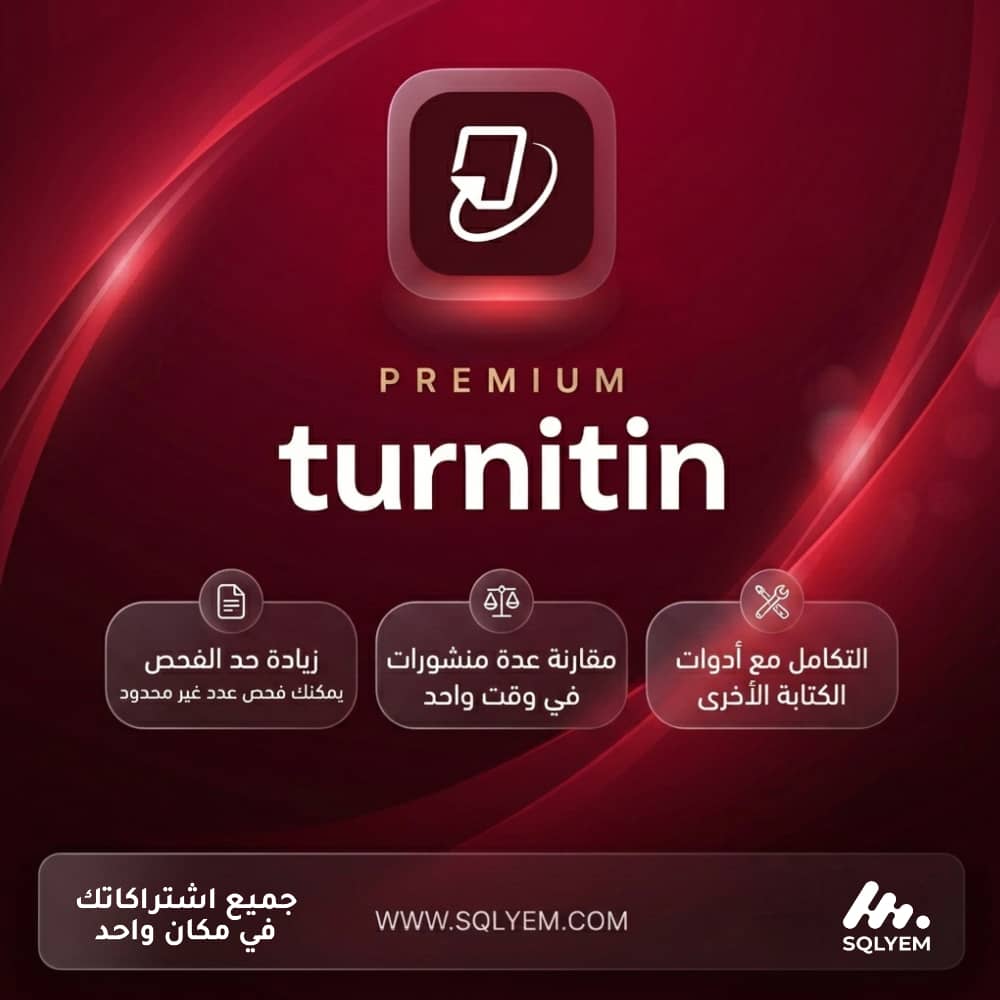 PREMIUM
turnitin
التكامل مع أدوات
الكتابة الأخرى
مقارنة عدة منشورات
في وقت واحد
زيادة حد الفحص
يمكنك فحص عدد غير محدود
جميع اشتراكاتك
في مكان واحد
WWW.SQLYEM.COM
SQLYEM